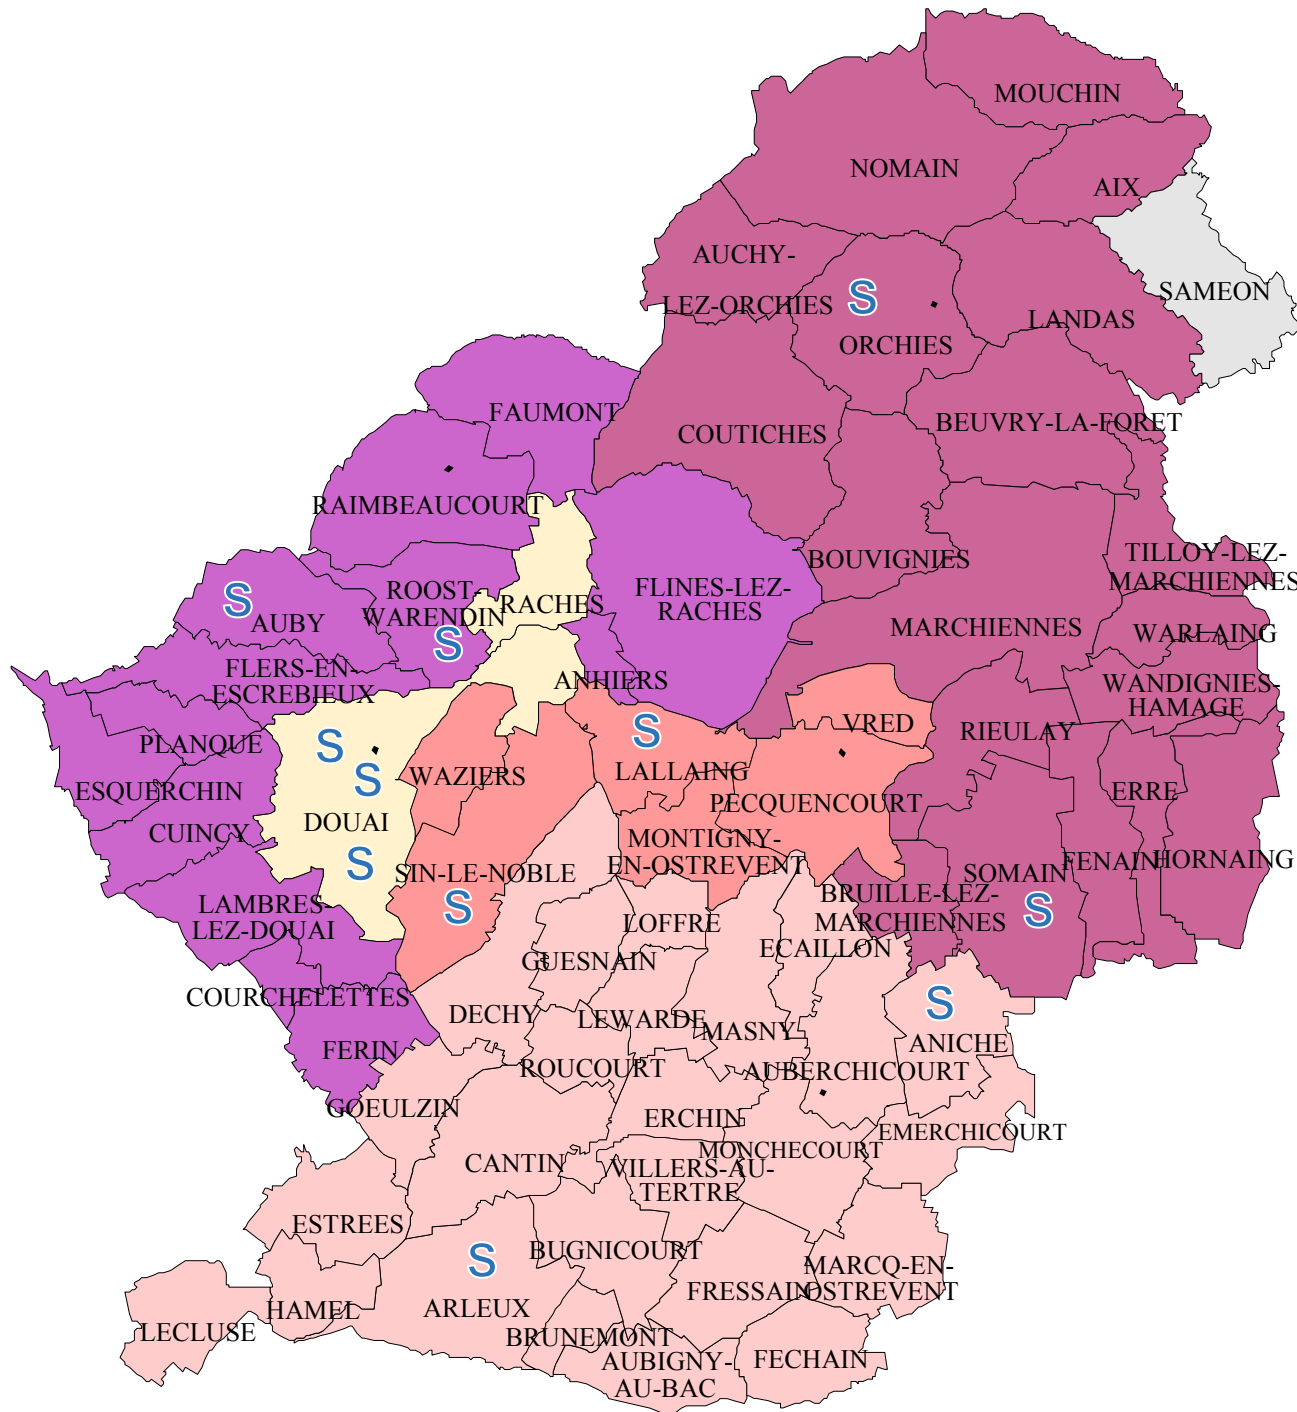 MOUCHIN
NOMAIN
AIX
AUCHY-
LEZ-ORCHIES
S
ORCHIES
LANDAS
SAMEON
FAUMONT
COUTICHES
BEUVRY-LA-FORET
RAIMBEAUCOURT
BOUVIGNIES
TILLOY-LEZ-
MARCHIENNES
S
AUBY
ROOST-
WARENDIN
S
RACHES
FLINES-LEZ-
RACHES
MARCHIENNES
WARLAING
FLERS-EN-
ESCREBIEUX
ANHIERS
WANDIGNIES-
HAMAGE
PLANQUE
S
S
S
DOUAI
WAZIERS
S
LALLAING
VRED
RIEULAY
ESQUERCHIN
CUINCY
PECQUENCOURT
ERRE
MONTIGNY-
EN-OSTREVENT
SIN-LE-NOBLE
S
SOMAIN
S
FENAIN
HORNAING
LAMBRES-
LEZ-DOUAI
LOFFRE
BRUILLE-LEZ-
MARCHIENNES
ECAILLON
GUESNAIN
COURCHELETTES
DECHY
LEWARDE
MASNY
S
ANICHE
FERIN
ROUCOURT
AUBERCHICOURT
GOEULZIN
ERCHIN
EMERCHICOURT
MONCHECOURT
CANTIN
VILLERS-AU-
TERTRE
ESTREES
BUGNICOURT
S
ARLEUX
MARCQ-EN-
OSTREVENT
FRESSAIN
HAMEL
LECLUSE
BRUNEMONT
AUBIGNY-
AU-BAC
FECHAIN